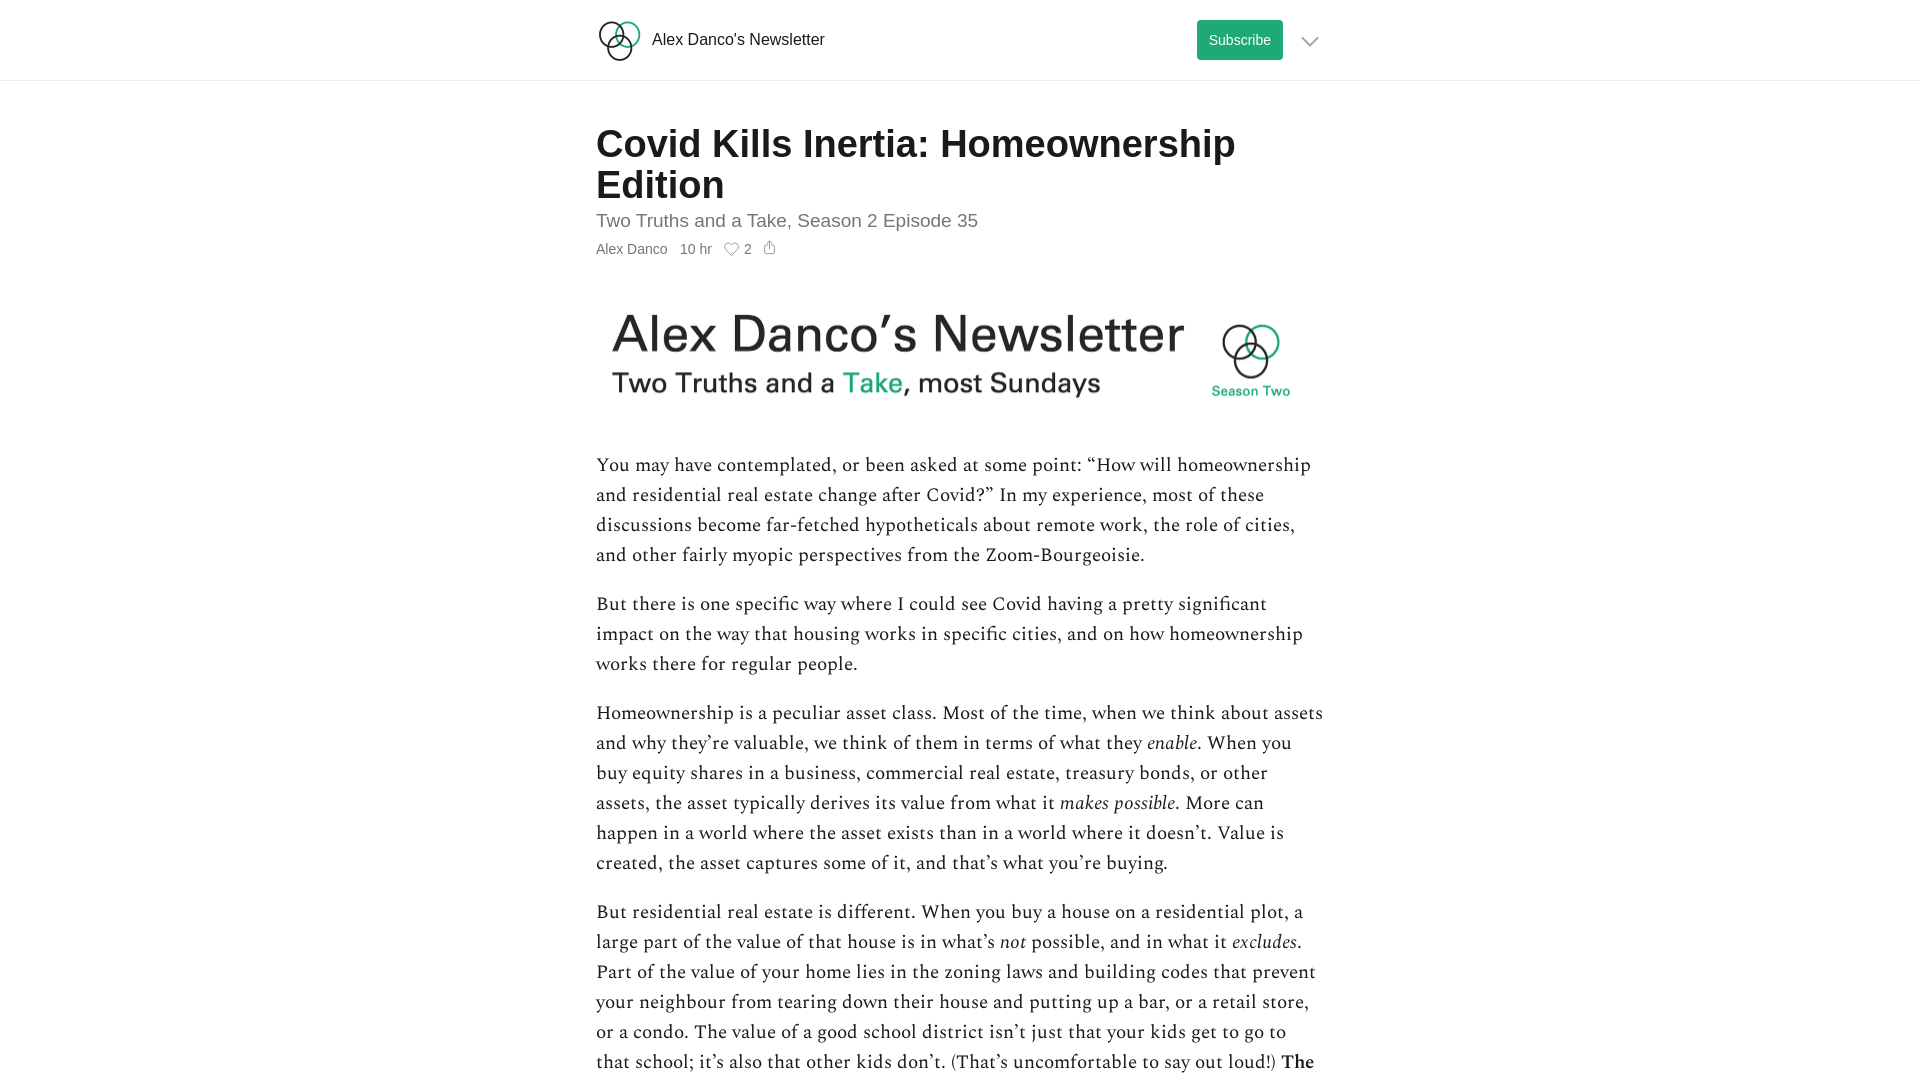 Alex Danco's Newsletter
Subscribe
Covid Kills Inertia: Homeownership
Edition
Two Truths and a Take, Season 2 Episode 35
Alex Danco 10 hr 2
Alex Danco’s Newsletter
Two Truths and a Take, most Sundays
Season Two
You may have contemplated, or been asked at some point: “How will homeownership
and residential real estate change after Covid?” In my experience, most of these
discussions become far-fetched hypotheticals about remote work, the role of cities,
and other fairly myopic perspectives from the Zoom-Bourgeoisie.
But there is one specific way where I could see Covid having a pretty significant
impact on the way that housing works in specific cities, and on how homeownership
works there for regular people.
Homeownership is a peculiar asset class. Most of the time, when we think about assets
and why they’re valuable, we think of them in terms of what they enable. When you
buy equity shares in a business, commercial real estate, treasury bonds, or other
assets, the asset typically derives its value from what it makes possible. More can
happen in a world where the asset exists than in a world where it doesn’t. Value is
created, the asset captures some of it, and that’s what you’re buying.
But residential real estate is different. When you buy a house on a residential plot, a
large part of the value of that house is in what’s not possible, and in what it excludes.
Part of the value of your home lies in the zoning laws and building codes that prevent
your neighbour from tearing down their house and putting up a bar, or a retail store,
or a condo. The value of a good school district isn’t just that your kids get to go to
that school; it’s also that other kids don’t. (That’s uncomfortable to say out loud!) The